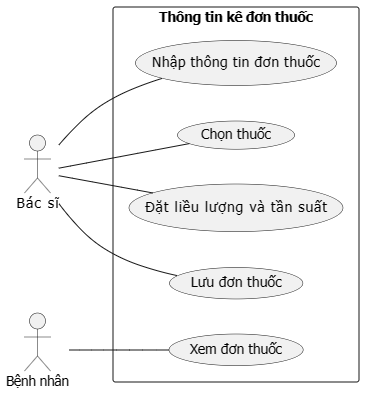 Thông tin kê đơn thuốc
Nhập thông tin đơn thuốc
Chọn thuốc
Bác sĩ
Đặt liều lượng và tần suất
Lưu đơn thuốc
Xem đơn thuốc
Bệnh nhân